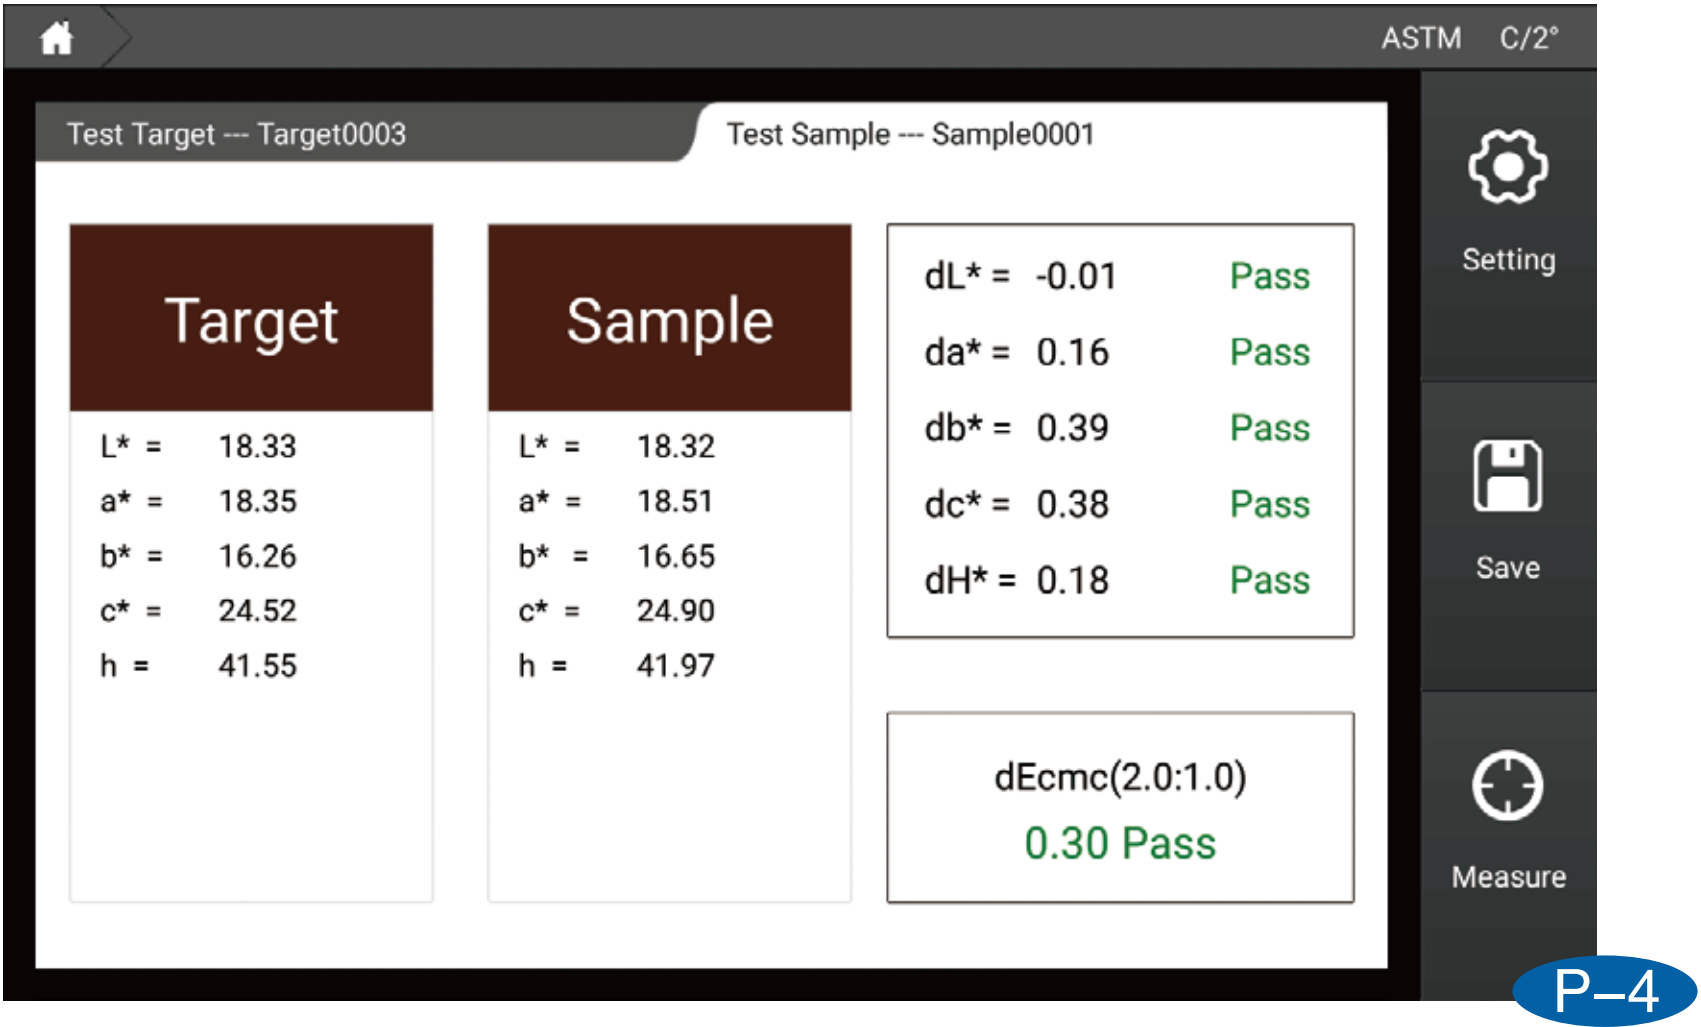 ASTM C/2°
Test Target --- Target0003
Test Sample --- Sample0001
Target
L* = 18.33
a* = 18.35
b* = 16.26
c* = 24.52
h = 41.55
Sample
L* = 18.32
a* = 18.51
b* = 16.65
c* = 24.90
h = 41.97
dL* = -0.01 Pass
da* = 0.16 Pass
db* = 0.39 Pass
dc* = 0.38 Pass
dH* = 0.18 Pass
dEcmc(2.0:1.0)
0.30 Pass
Setting
Save
Measure
P–4